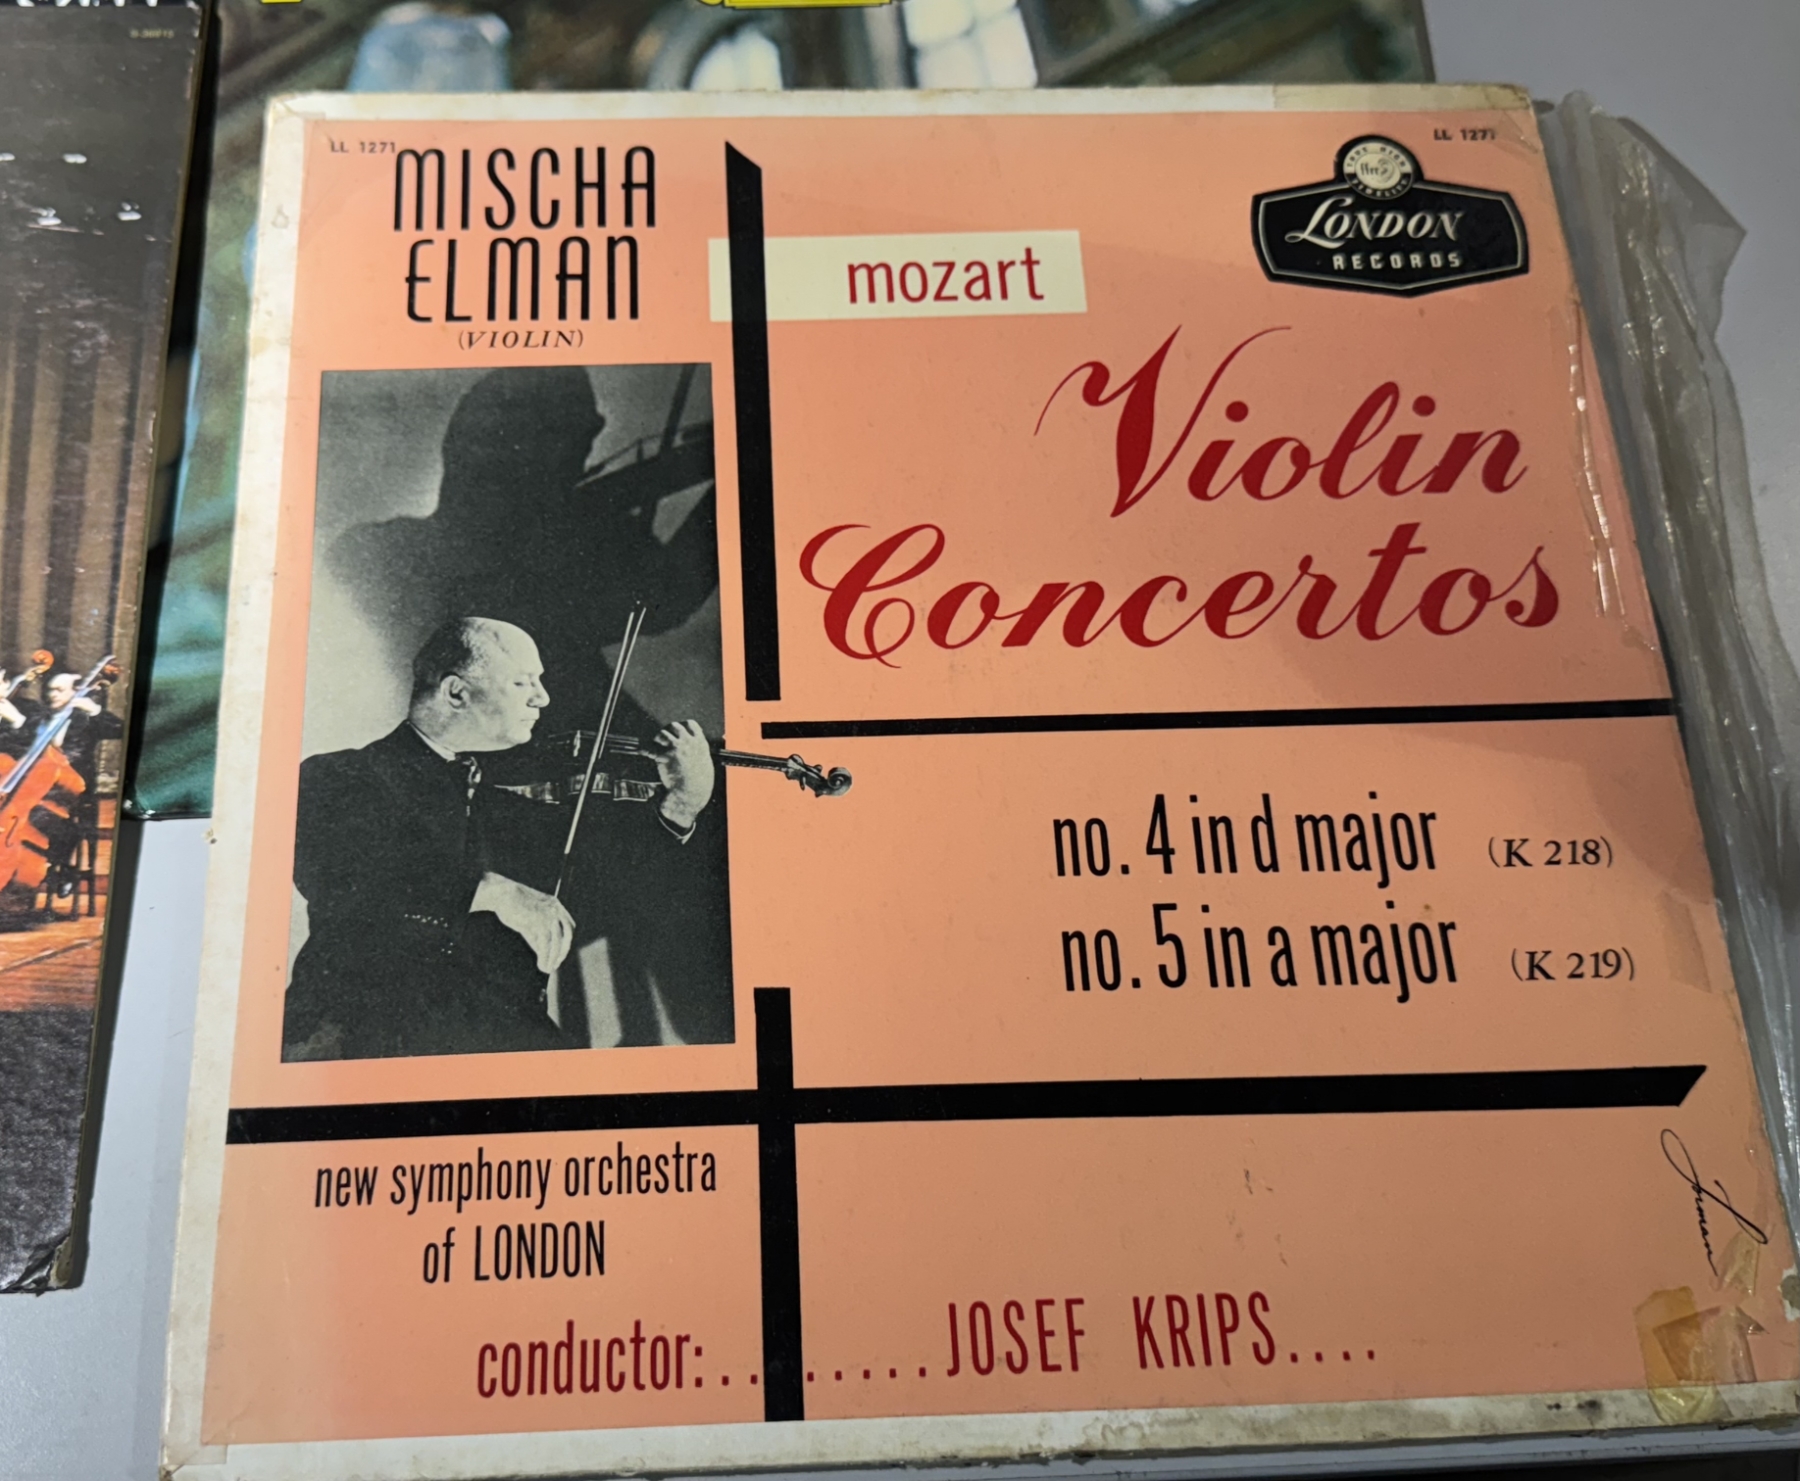 LL 1271
LL 1271
MISCHA
ELMAN
(VIOLIN)
ffrr
LONDON
RECORDS
mozart
Violin
Concertos
no. 4 in d major (K 218)
no. 5 in a major (K 219)
new symphony orchestra
of LONDON
conductor:.........JOSEF KRIPS....